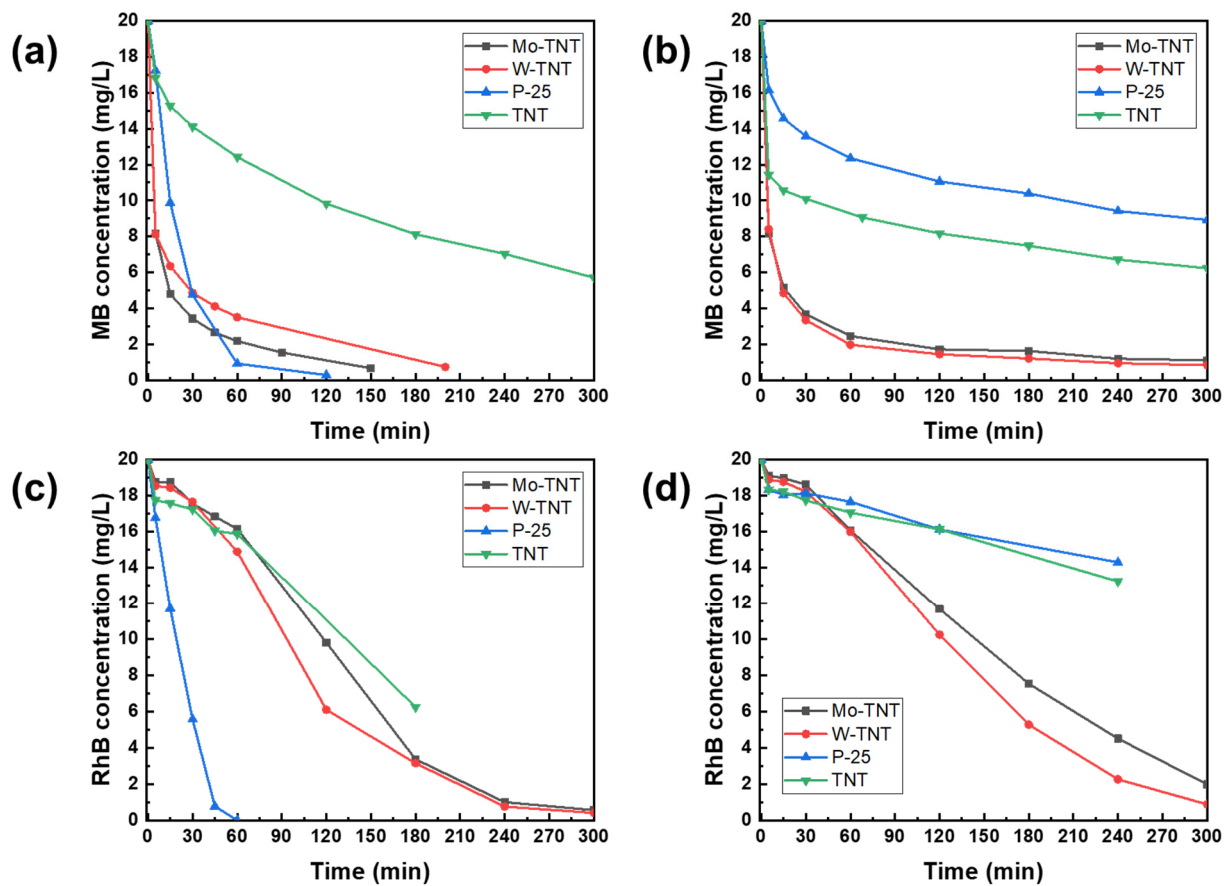 (a)
MB concentration (mg/L)
20
18
16
14
12
10
8
6
4
2
0
Mo-TNT
W-TNT
P-25
TNT
0 30 60 90 120 150 180 210 240 270 300
Time (min)
(b)
MB concentration (mg/L)
20
18
16
14
12
10
8
6
4
2
0
Mo-TNT
W-TNT
P-25
TNT
0 30 60 90 120 150 180 210 240 270 300
Time (min)
(c)
RhB concentration (mg/L)
20
18
16
14
12
10
8
6
4
2
0
Mo-TNT
W-TNT
P-25
TNT
0 30 60 90 120 150 180 210 240 270 300
Time (min)
(d)
RhB concentration (mg/L)
20
18
16
14
12
10
8
6
4
2
0
Mo-TNT
W-TNT
P-25
TNT
0 30 60 90 120 150 180 210 240 270 300
Time (min)